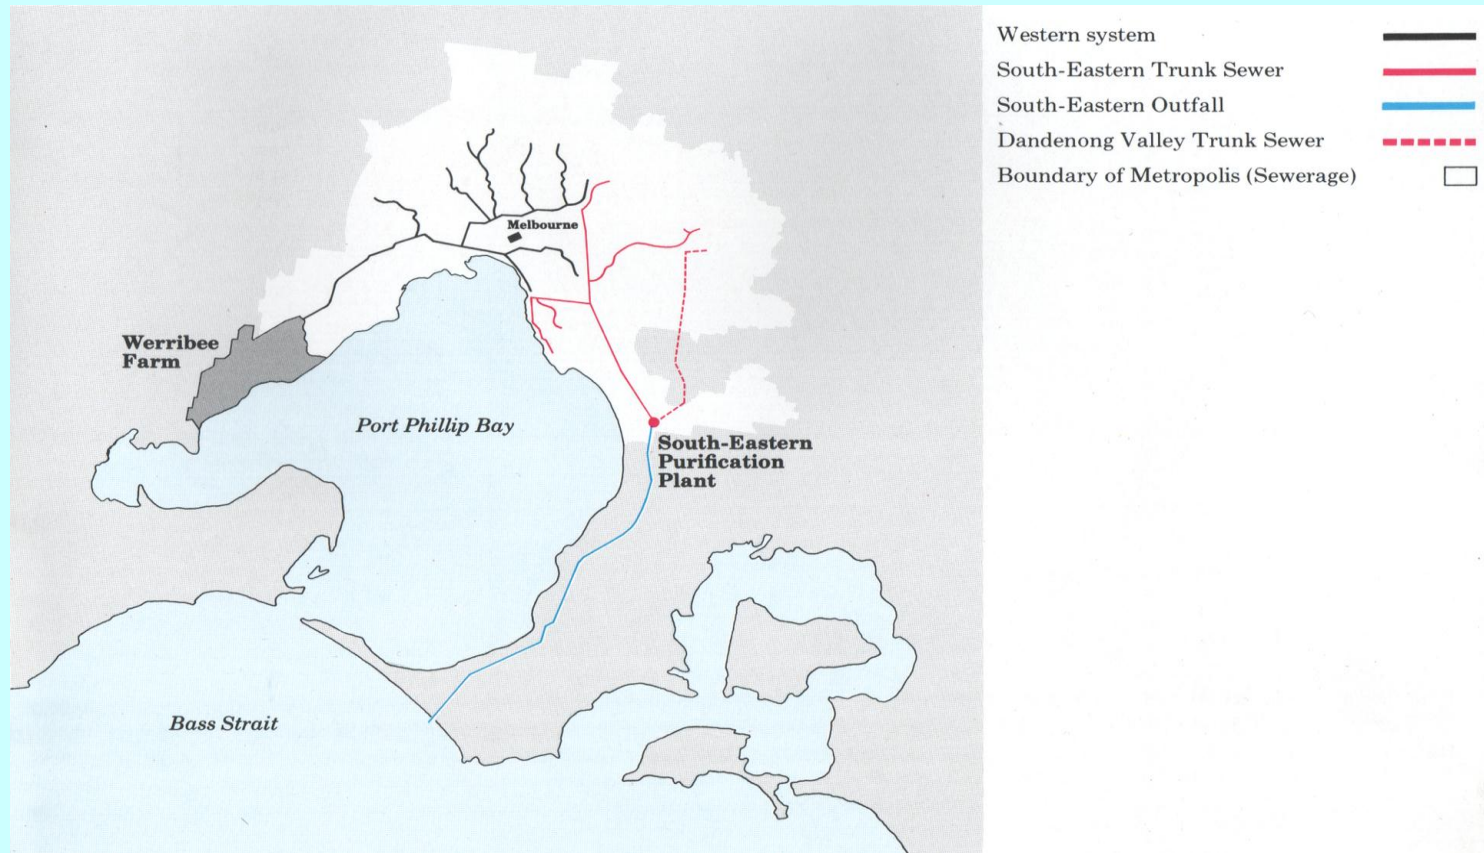 Western system
South-Eastern Trunk Sewer
South-Eastern Outfall
Dandenong Valley Trunk Sewer
Boundary of Metropolis (Sewerage)
Melbourne
Werribee
Farm
Port Phillip Bay
South-Eastern
Purification
Plant
Bass Strait